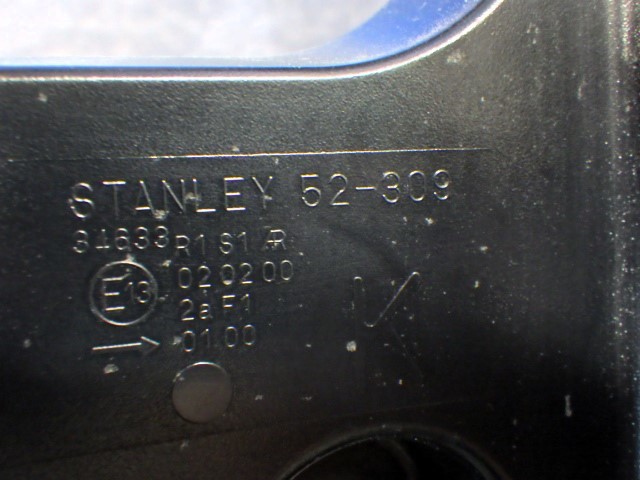 STANLEY 52-309
34633 R1 S1 AR
E13 02 02 00
2a F1
→ 01 00